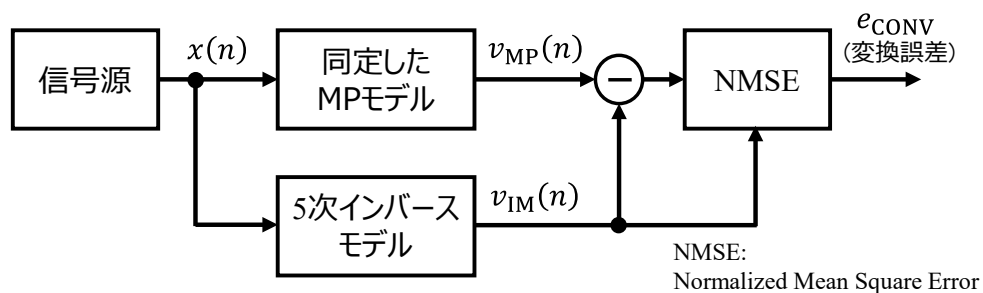 信号源
x(n)
同定した
MPモデル
v_MP(n)
−
NMSE
e_CONV
(変換誤差)
5次インバース
モデル
v_IM(n)
NMSE:
Normalized Mean Square Error